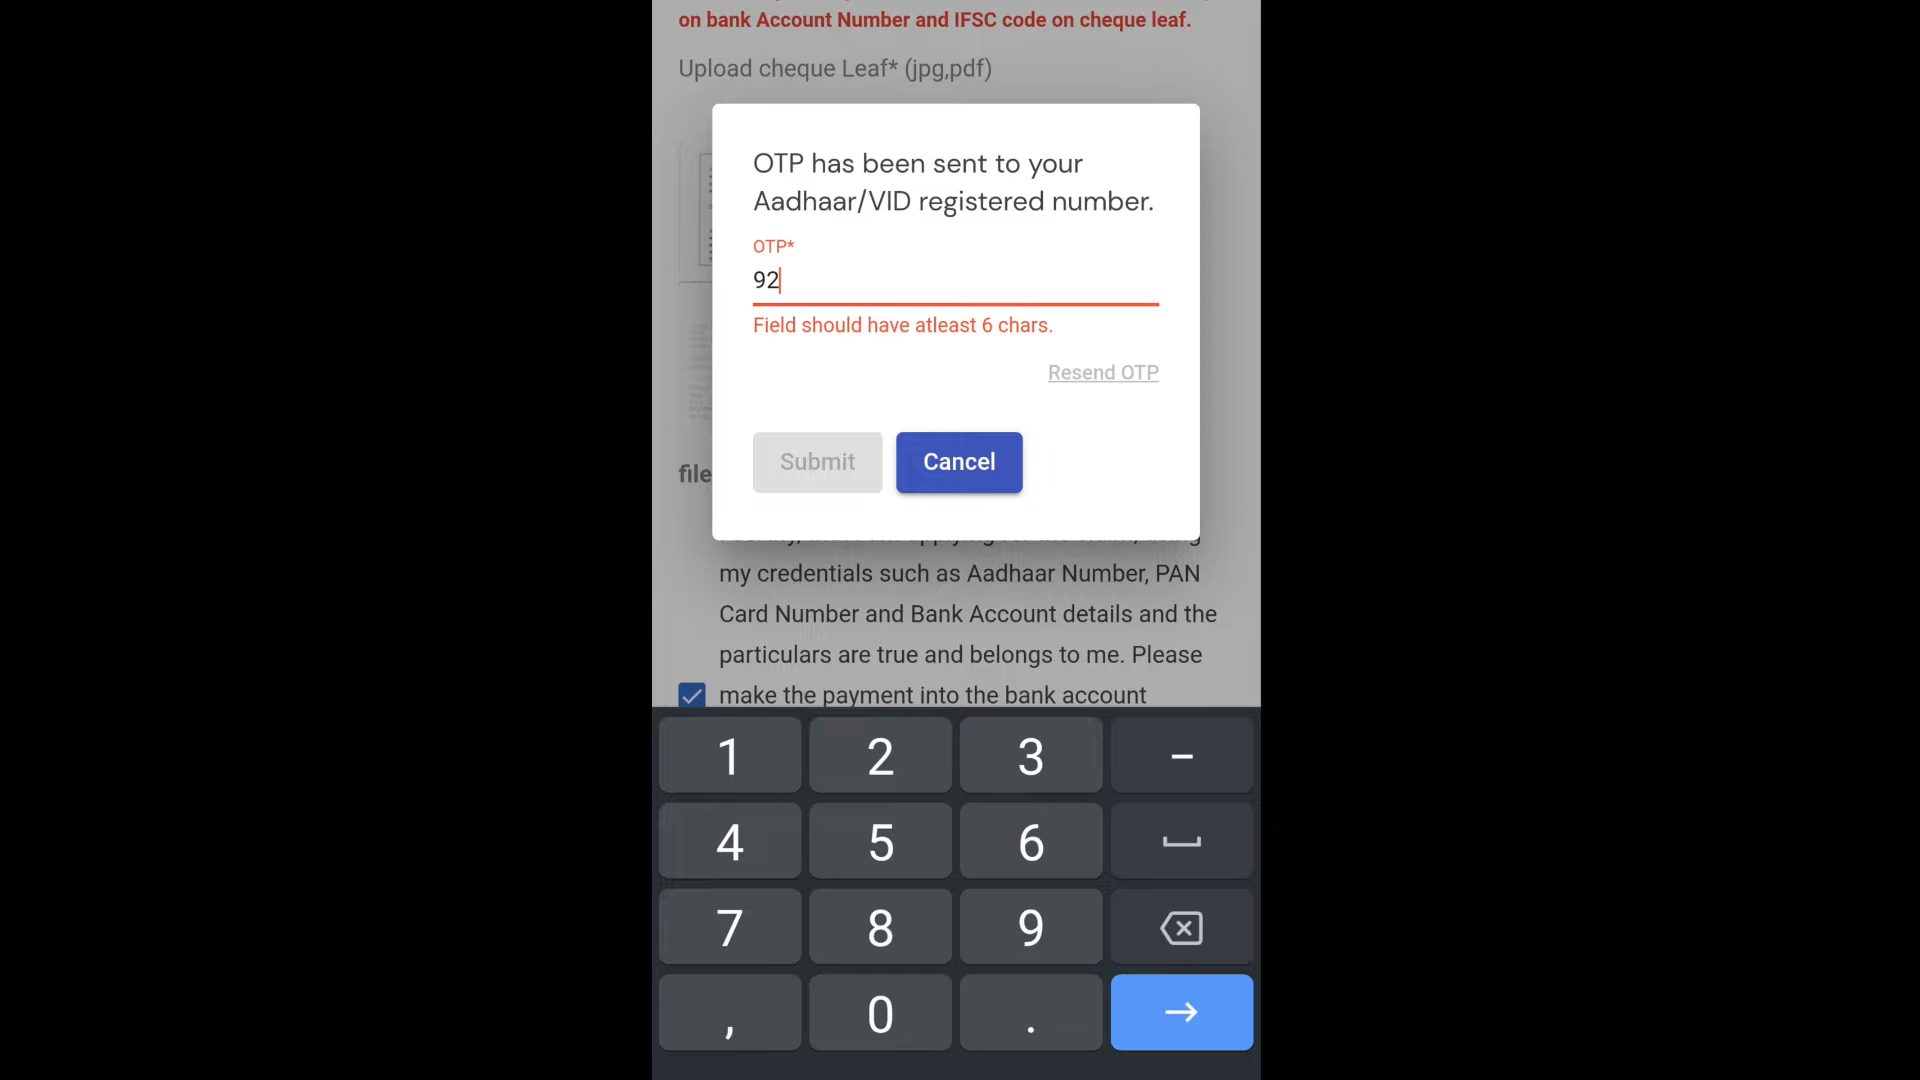 on bank Account Number and IFSC code on cheque leaf.
Upload cheque Leaf* (jpg,pdf)
OTP has been sent to your
Aadhaar/VID registered number.
OTP*
92
Field should have atleast 6 chars.
Resend OTP
Submit Cancel
file
my credentials such as Aadhaar Number, PAN
Card Number and Bank Account details and the
particulars are true and belongs to me. Please
make the payment into the bank account
1 2 3 -
4 5 6
7 8 9
, 0 .